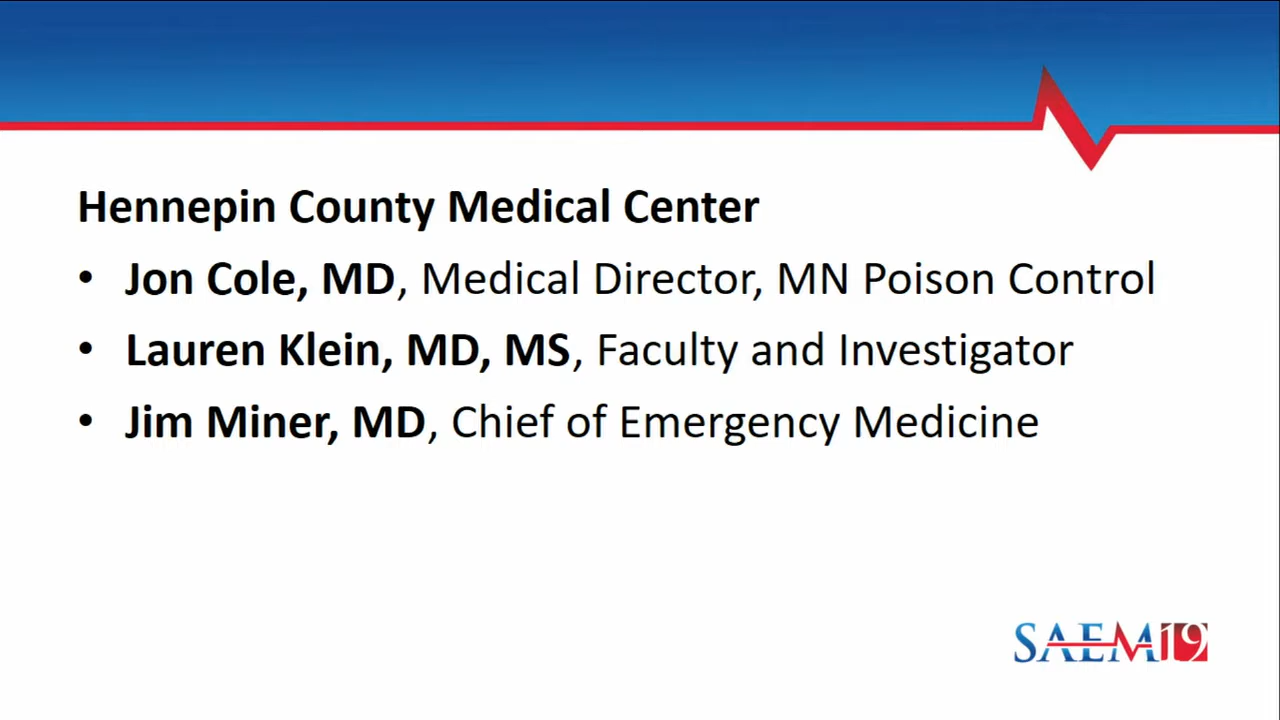 Hennepin County Medical Center
• Jon Cole, MD, Medical Director, MN Poison Control
• Lauren Klein, MD, MS, Faculty and Investigator
• Jim Miner, MD, Chief of Emergency Medicine
SAEM19